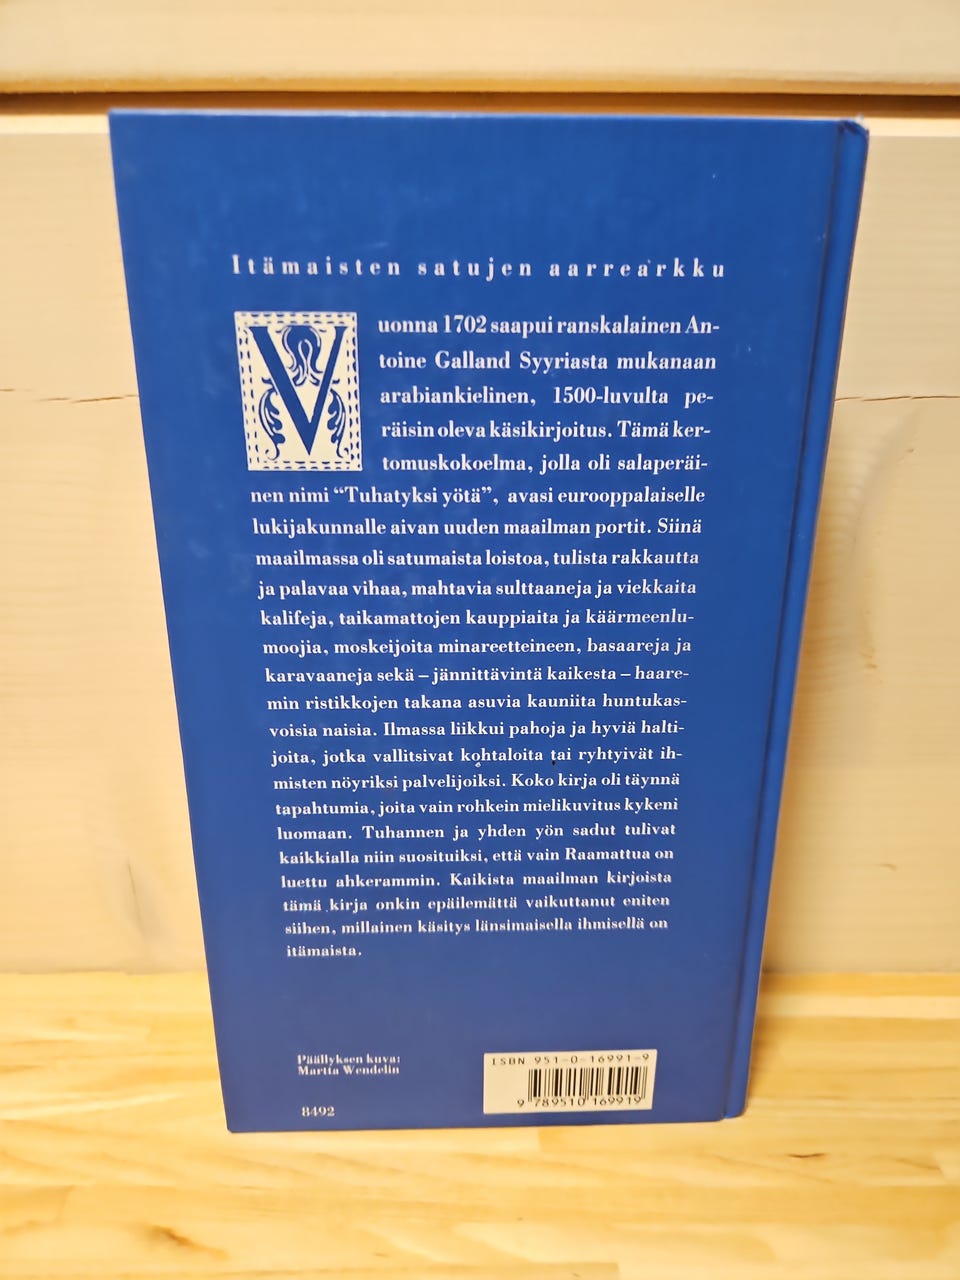 Itämaisten satujen aarrearkku
Vuonna 1702 saapui ranskalainen An-
toine Galland Syyriasta mukanaan
arabiankielinen, 1500-luvulta pe-
räisin oleva käsikirjoitus. Tämä ker-
tomuskokoelma, jolla oli salaperäi-
nen nimi “Tuhatyksi yötä”, avasi eurooppalaiselle
lukijakunnalle aivan uuden maailman portit. Siinä
maailmassa oli satumaista loistoa, tulista rakkautta
ja palavaa vihaa, mahtavia sulttaaneja ja viekkaita
kalifeja, taikamattojen kauppiaita ja käärmeenlu-
moojia, moskeijoita minareetteineen, basaareja ja
karavaaneja sekä – jännittävintä kaikesta – haare-
min ristikkojen takana asuvia kauniita huntukas-
voisia naisia. Ilmassa liikkui pahoja ja hyviä halti-
joita, jotka vallitsivat kohtaloita tai ryhtyivät ih-
misten nöyriksi palvelijoiksi. Koko kirja oli täynnä
tapahtumia, joita vain rohkein mielikuvitus kykeni
luomaan. Tuhannen ja yhden yön sadut tulivat
kaikkialla niin suosituiksi, että vain Raamattua on
luettu ahkerammin. Kaikista maailman kirjoista
tämä kirja onkin epäilemättä vaikuttanut eniten
siihen, millainen käsitys länsimaisella ihmisellä on
itämaista.
Päällyksen kuva:
Martta Wendelin
8492
ISBN 951-0-16991-9
9 789510 169919